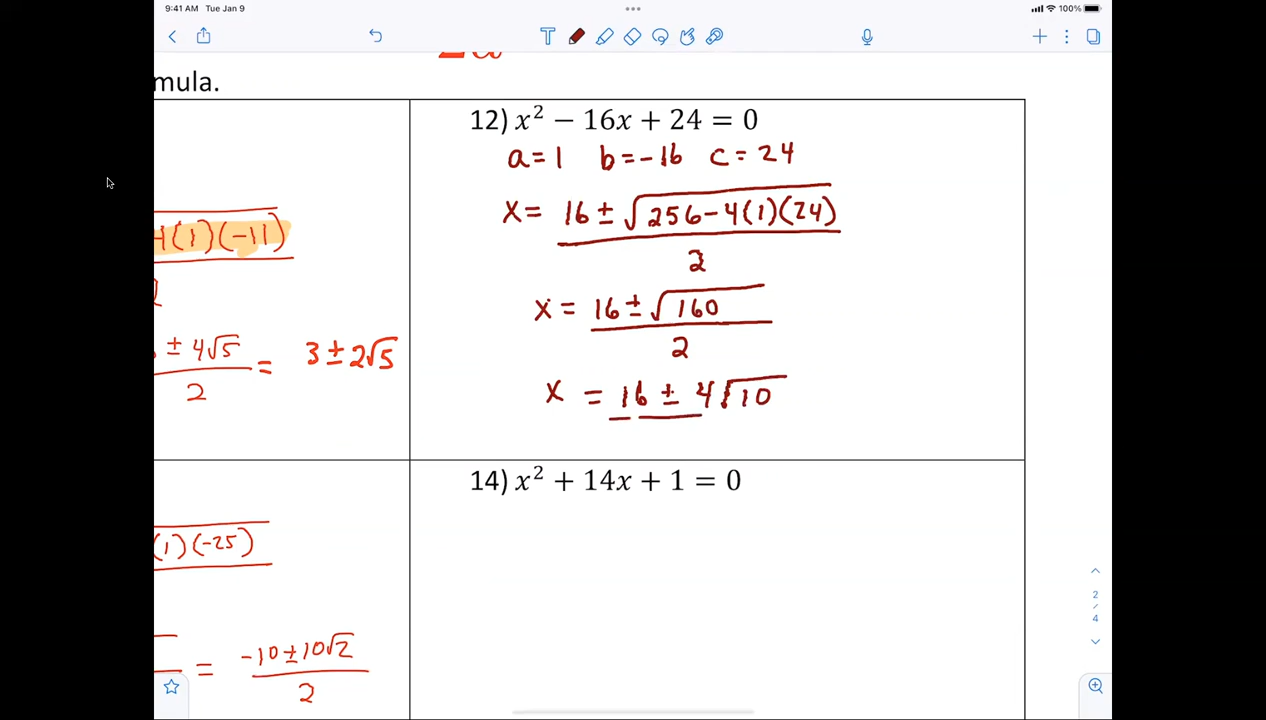 9:41 AM Tue Jan 9
100%
T
mula.
12) x² − 16x + 24 = 0
a = 1 b = -16 c = 24
x = 16 ± √256-4(1)(24)
2
x = 16 ± √160
2
x = 16 ± 4√10
4(1)(-11)
± 4√5 = 3 ± 2√5
2
14) x² + 14x + 1 = 0
(1)(-25)
= -10 ± 10√2
2
2
4